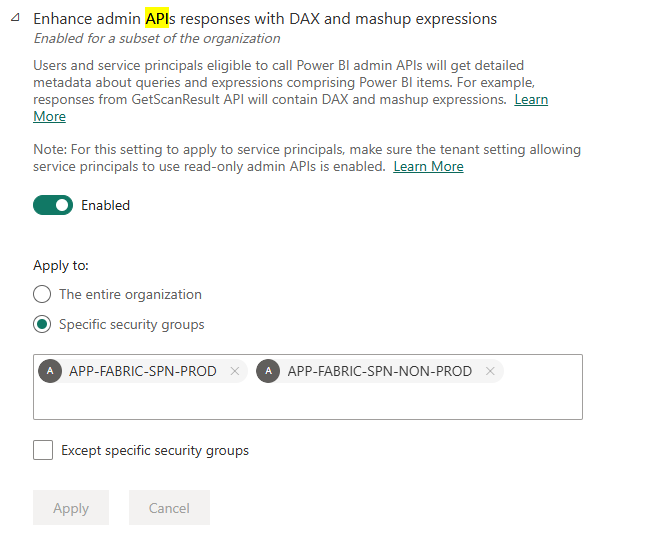 Enhance admin APIs responses with DAX and mashup expressions
Enabled for a subset of the organization
Users and service principals eligible to call Power BI admin APIs will get detailed
metadata about queries and expressions comprising Power BI items. For example,
responses from GetScanResult API will contain DAX and mashup expressions. Learn
More
Note: For this setting to apply to service principals, make sure the tenant setting allowing
service principals to use read-only admin APIs is enabled. Learn More
Enabled
Apply to:
The entire organization
Specific security groups
A APP-FABRIC-SPN-PROD × A APP-FABRIC-SPN-NON-PROD ×
Except specific security groups
Apply Cancel